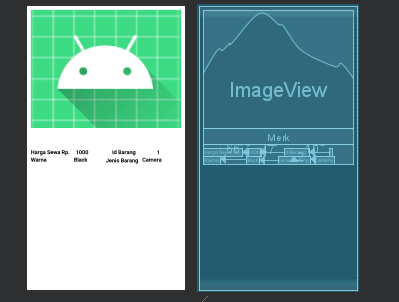 Harga Sewa Rp. 1000 Id Barang 1
Warna Black Jenis Barang Camera
ImageView
Merk